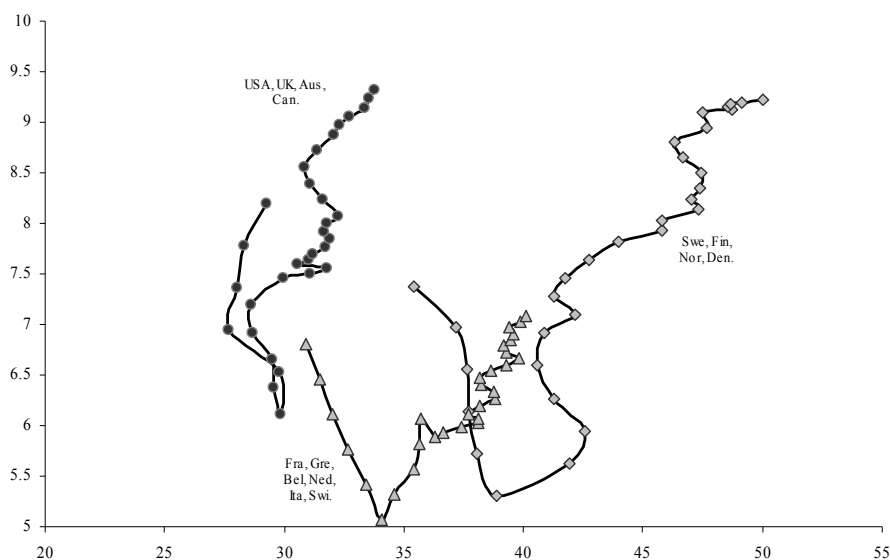 10
9.5
USA, UK, Aus,
Can.
9
8.5
8
Swe, Fin,
Nor, Den.
7.5
7
6.5
6
Fra, Gre,
Bel, Ned,
Ita, Swi.
5.5
5
20 25 30 35 40 45 50 55